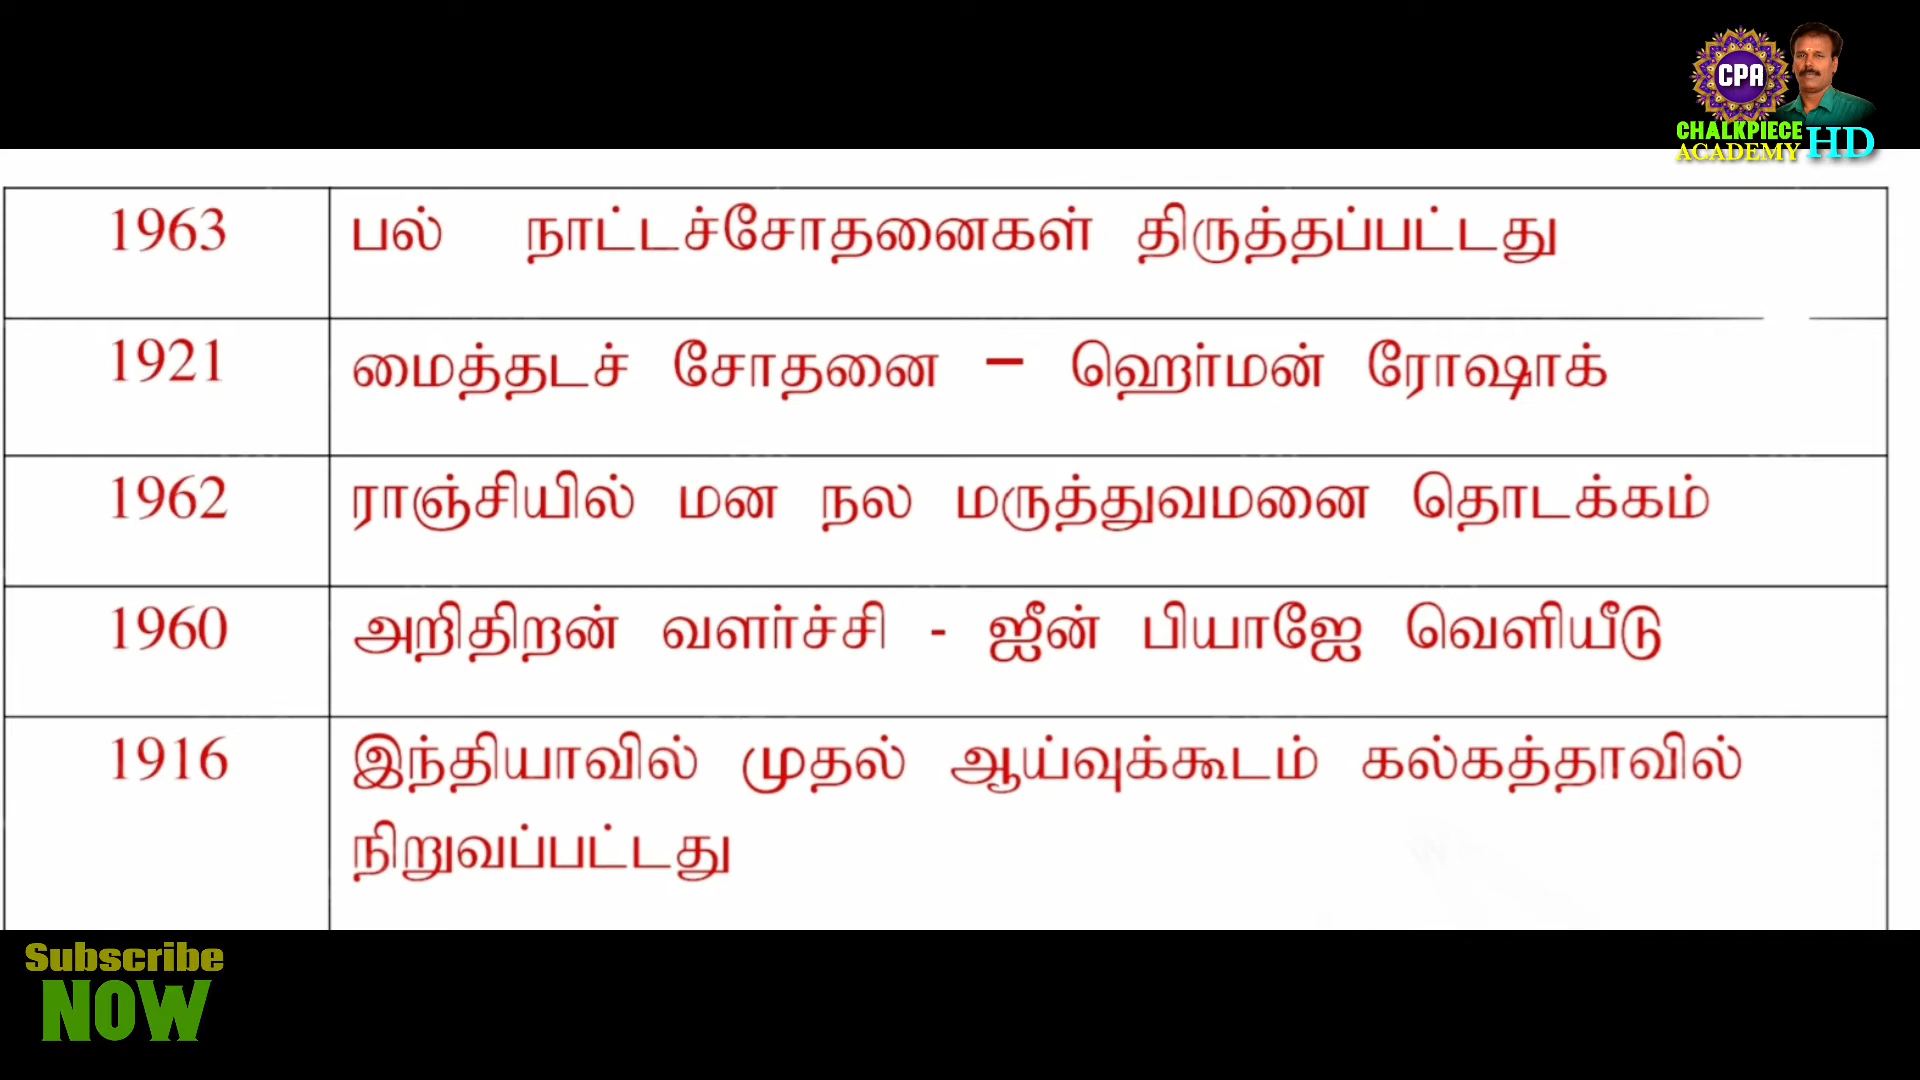 CPA
CHALKPIECE
ACADEMY HD
1963 பல் நாட்டச்சோதனைகள் திருத்தப்பட்டது
1921 மைத்தடச் சோதனை – ஹெர்மன் ரோஷாக்
1962 ராஞ்சியில் மன நல மருத்துவமனை தொடக்கம்
1960 அறிதிறன் வளர்ச்சி - ஜீன் பியாஜே வெளியீடு
1916 இந்தியாவில் முதல் ஆய்வுக்கூடம் கல்கத்தாவில்
நிறுவப்பட்டது
Subscribe
NOW